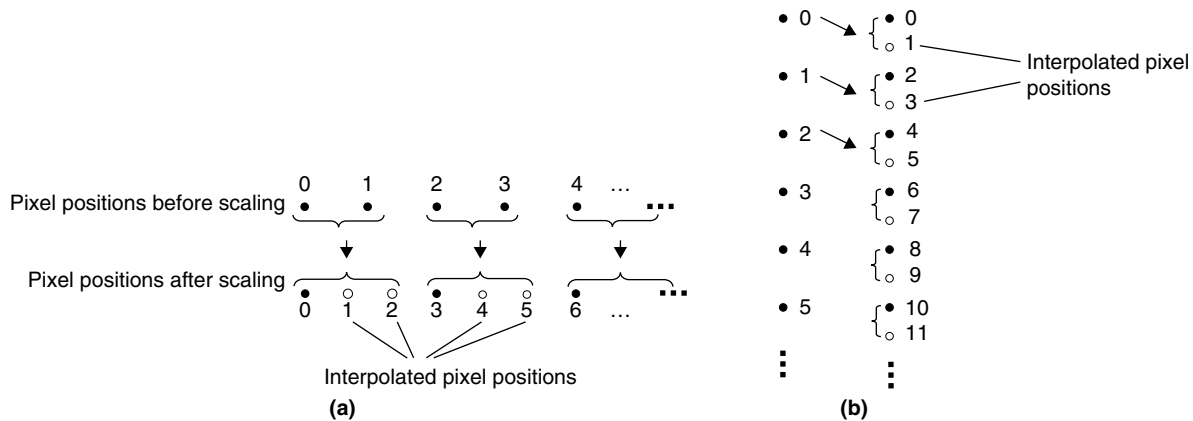 0 1 2 3 4 ...
Pixel positions before scaling
Pixel positions after scaling
0 1 2 3 4 5 6 ...
Interpolated pixel positions
(a)
0 0
1
1 2
3
2 4
5
3 6
7
4 8
9
5 10
11
Interpolated pixel
positions
(b)